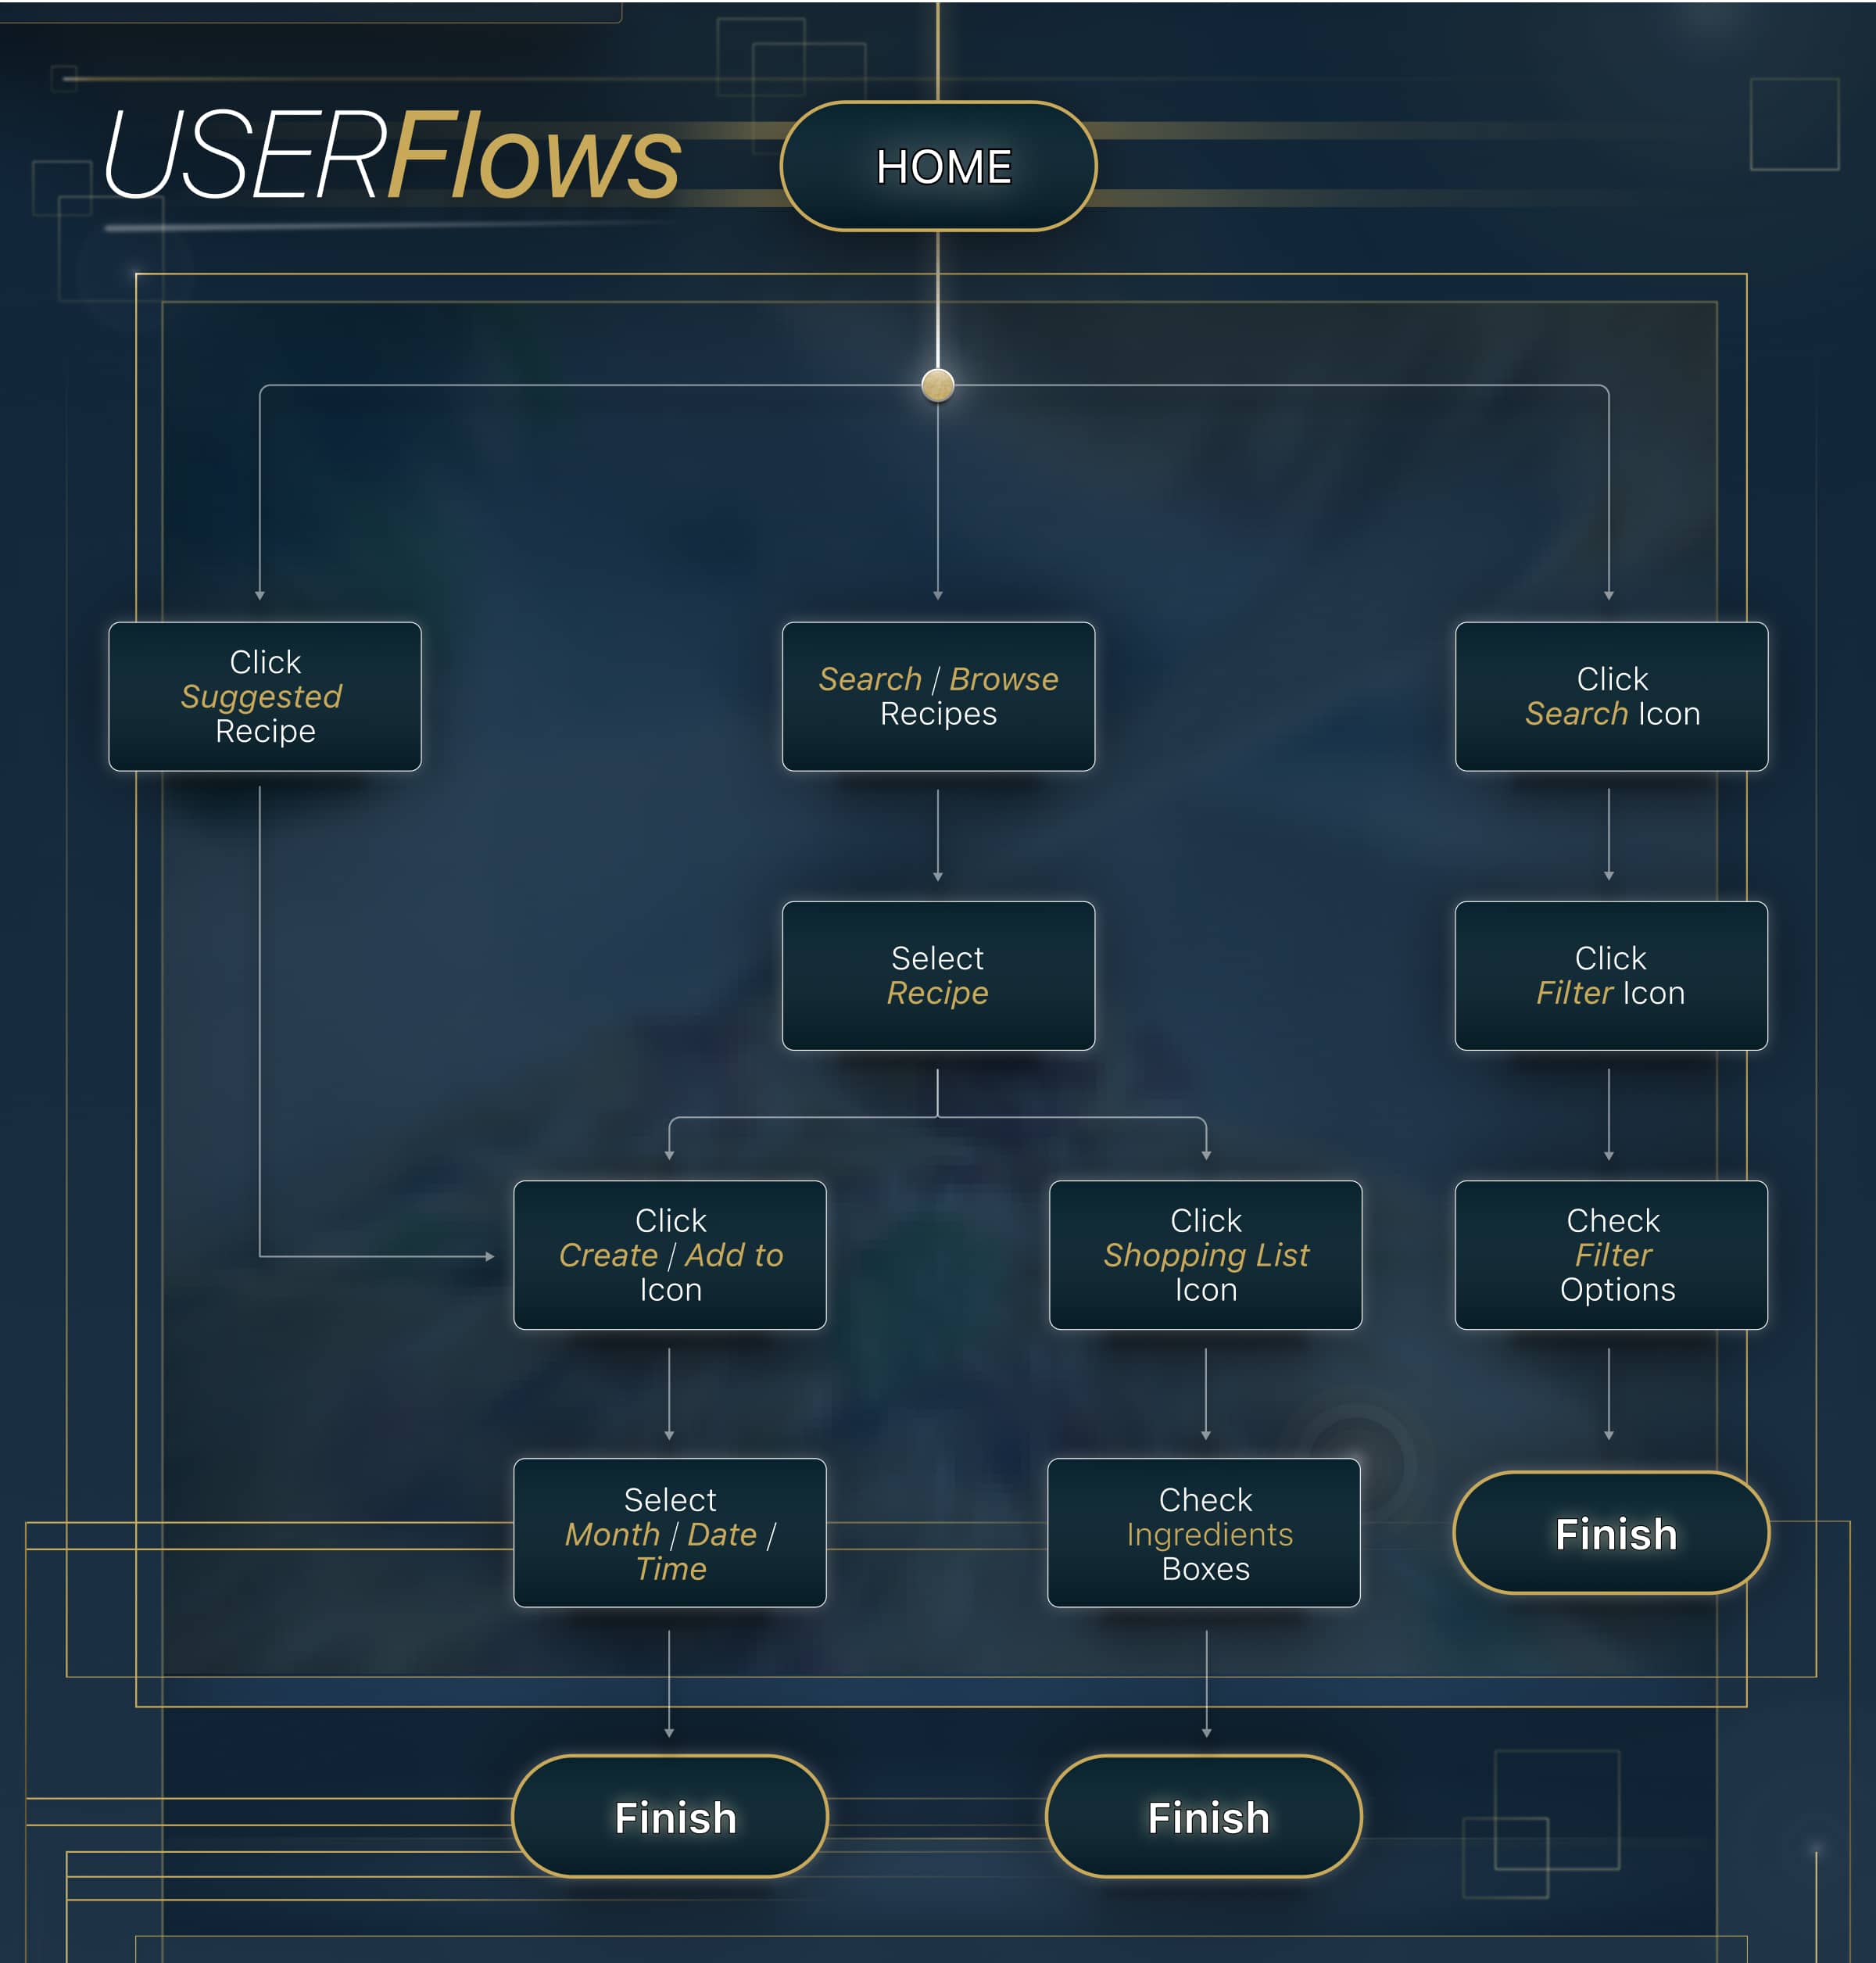 USERFlows
HOME
Click
Suggested
Recipe
Search / Browse
Recipes
Click
Search Icon
Select
Recipe
Click
Filter Icon
Click
Create / Add to
Icon
Click
Shopping List
Icon
Check
Filter
Options
Select
Month / Date /
Time
Check
Ingredients
Boxes
Finish
Finish
Finish